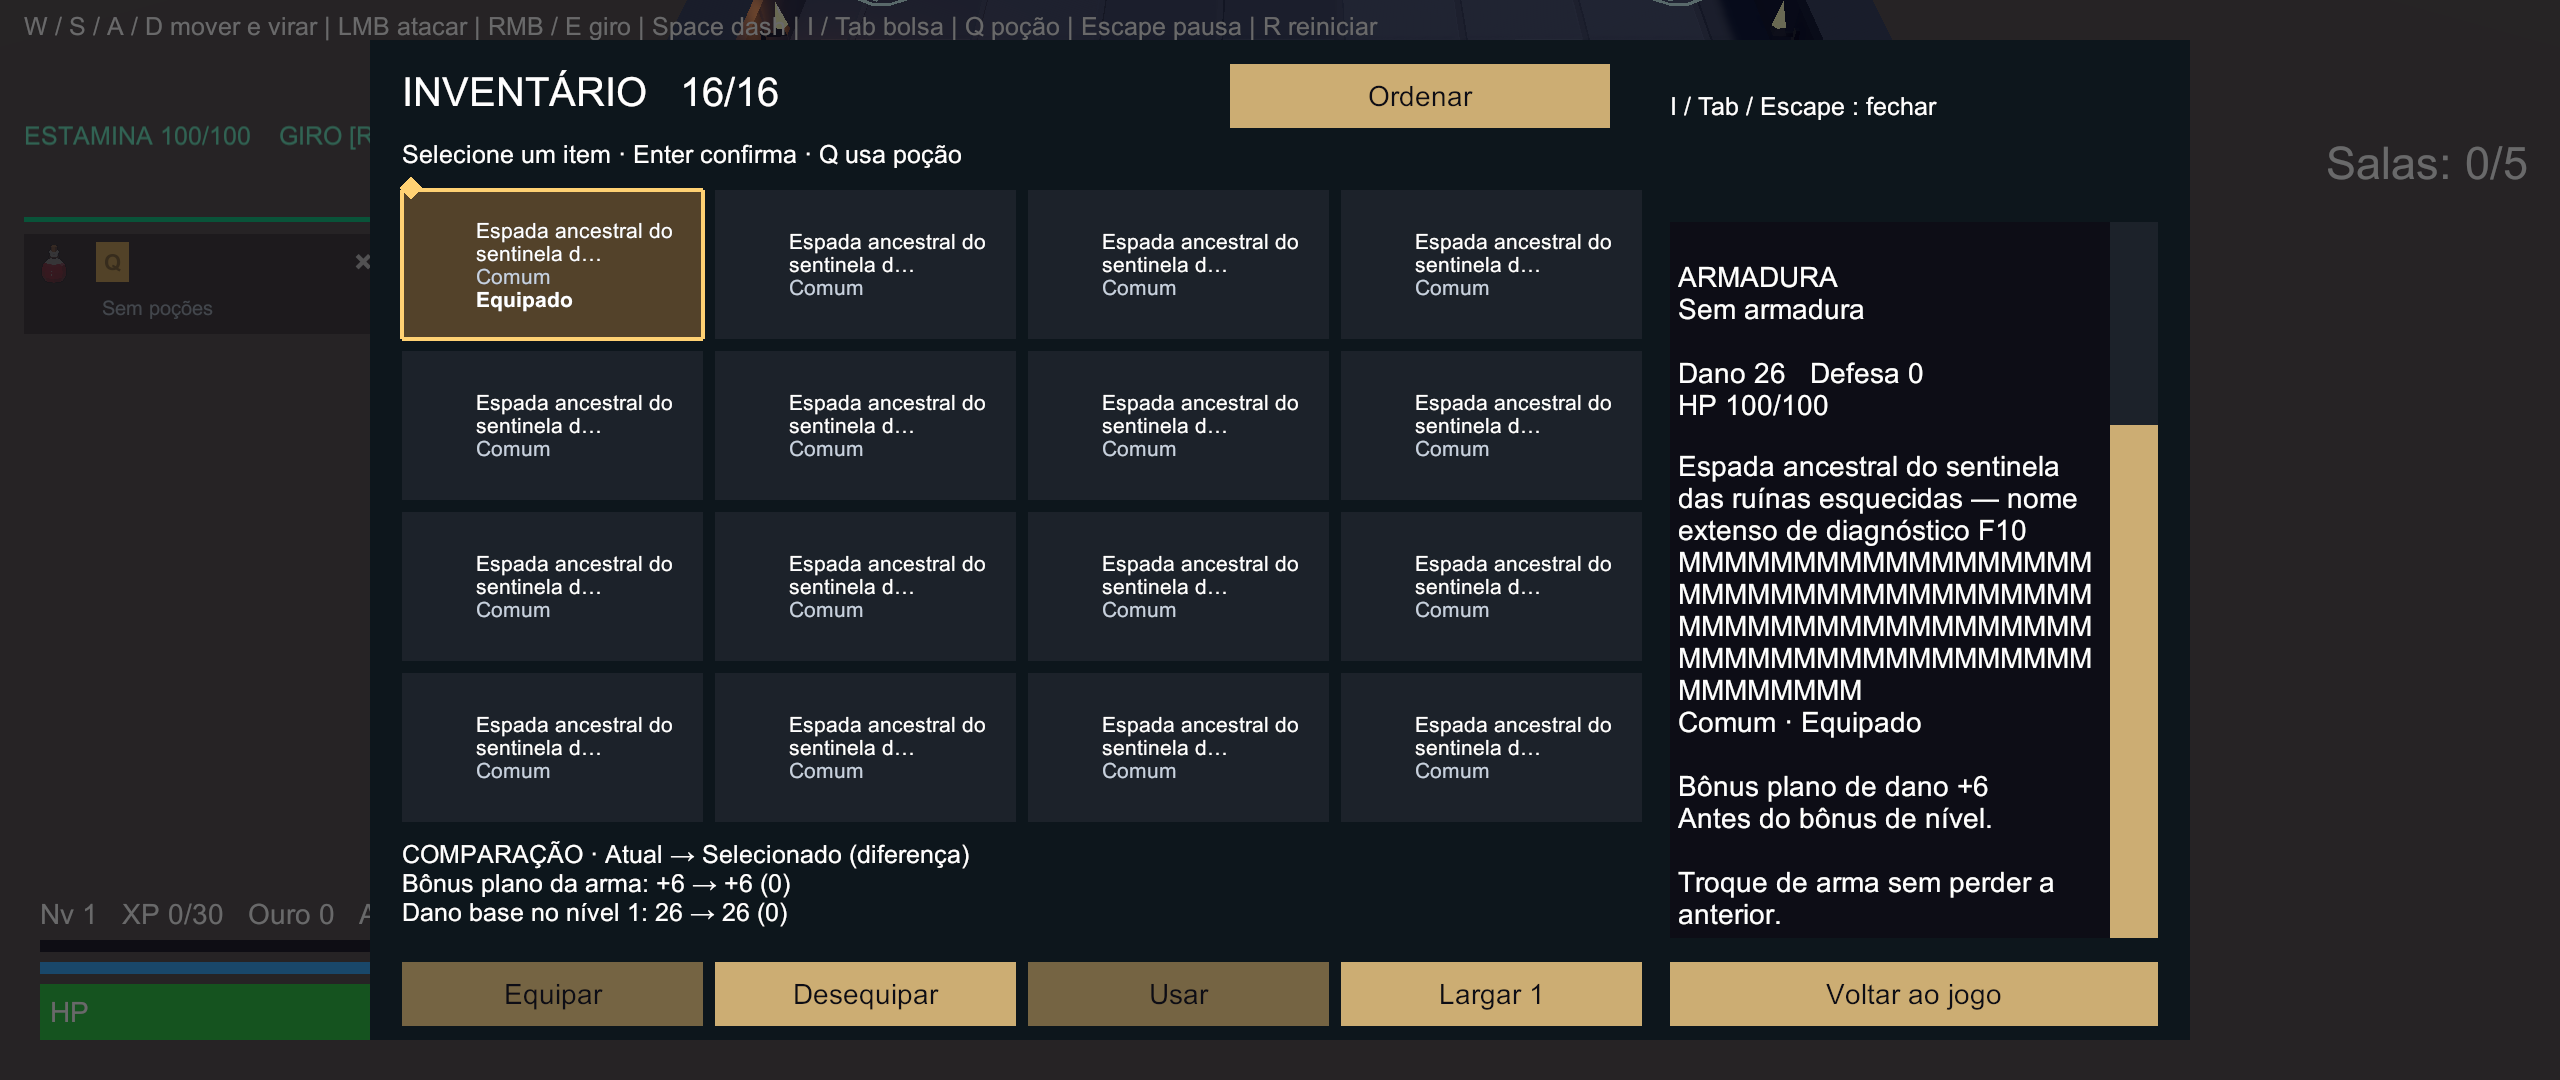 W / S / A / D mover e virar | LMB atacar | RMB / E giro | Space dash | I / Tab bolsa | Q poção | Escape pausa | R reiniciar
INVENTÁRIO 16/16
Ordenar
I / Tab / Escape : fechar
ESTAMINA 100/100 GIRO [R
Selecione um item · Enter confirma · Q usa poção
Salas: 0/5
Q
×
Sem poções
Espada ancestral do
sentinela d...
Comum
Equipado
Espada ancestral do
sentinela d...
Comum
Espada ancestral do
sentinela d...
Comum
Espada ancestral do
sentinela d...
Comum
Espada ancestral do
sentinela d...
Comum
Espada ancestral do
sentinela d...
Comum
Espada ancestral do
sentinela d...
Comum
Espada ancestral do
sentinela d...
Comum
Espada ancestral do
sentinela d...
Comum
Espada ancestral do
sentinela d...
Comum
Espada ancestral do
sentinela d...
Comum
Espada ancestral do
sentinela d...
Comum
Espada ancestral do
sentinela d...
Comum
Espada ancestral do
sentinela d...
Comum
Espada ancestral do
sentinela d...
Comum
Espada ancestral do
sentinela d...
Comum
ARMADURA
Sem armadura
Dano 26 Defesa 0
HP 100/100
Espada ancestral do sentinela
das ruínas esquecidas — nome
extenso de diagnóstico F10
MMMMMMMMMMMMMMMMMM
MMMMMMMMMMMMMMMMMM
MMMMMMMMMMMMMMMMMM
MMMMMMMMMMMMMMMMMM
MMMMMMMM
Comum · Equipado
Bônus plano de dano +6
Antes do bônus de nível.
Troque de arma sem perder a
anterior.
COMPARAÇÃO · Atual → Selecionado (diferença)
Bônus plano da arma: +6 → +6 (0)
Dano base no nível 1: 26 → 26 (0)
Nv 1 XP 0/30 Ouro 0 A
HP
Equipar
Desequipar
Usar
Largar 1
Voltar ao jogo